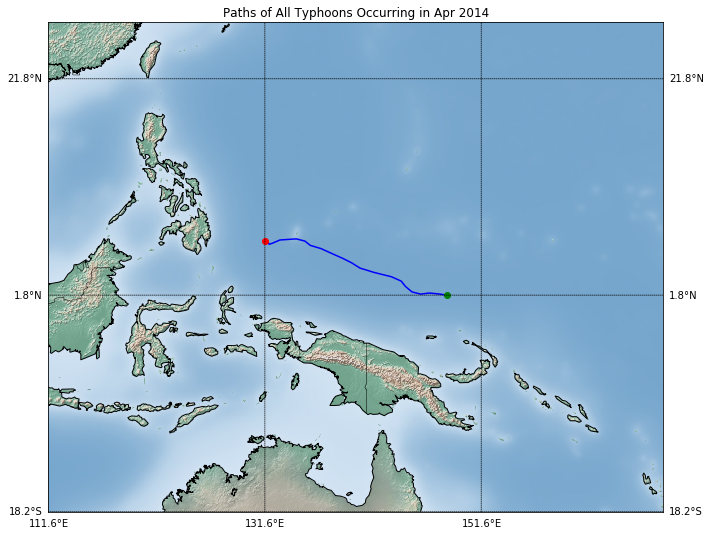 Paths of All Typhoons Occurring in Apr 2014
21.8°N 21.8°N
1.8°N 1.8°N
18.2°S 18.2°S
111.6°E 131.6°E 151.6°E